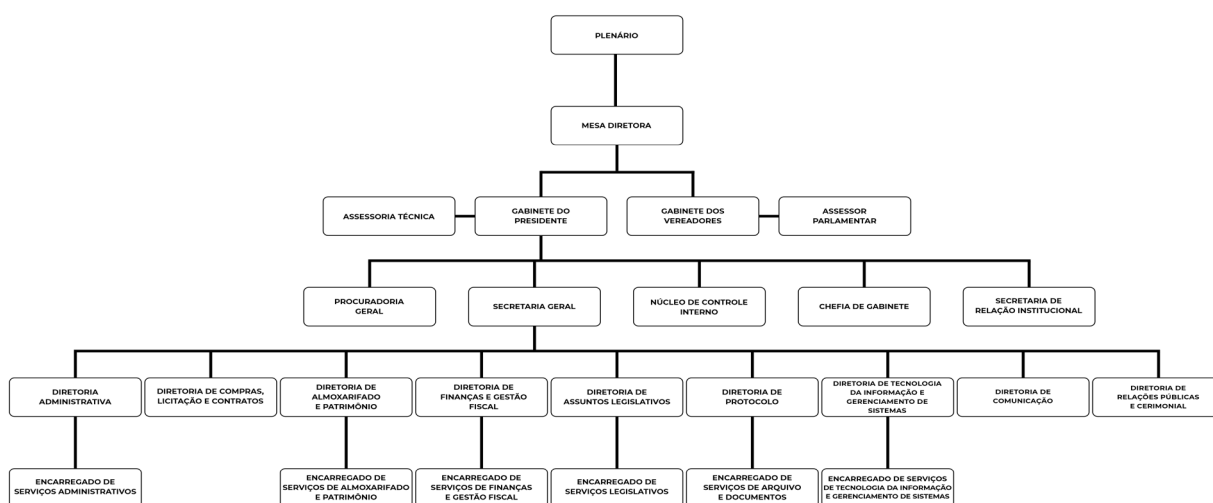 PLENÁRIO
MESA DIRETORA
ASSESSORIA TÉCNICA
GABINETE DO
PRESIDENTE
GABINETE DOS
VEREADORES
ASSESSOR
PARLAMENTAR
PROCURADORIA
GERAL
SECRETARIA GERAL
NÚCLEO DE CONTROLE
INTERNO
CHEFIA DE GABINETE
SECRETARIA DE
RELAÇÃO INSTITUCIONAL
DIRETORIA
ADMINISTRATIVA
DIRETORIA DE COMPRAS,
LICITAÇÃO E CONTRATOS
DIRETORIA DE
ALMOXARIFADO
E PATRIMÔNIO
DIRETORIA DE
FINANÇAS E GESTÃO
FISCAL
DIRETORIA DE
ASSUNTOS LEGISLATIVOS
DIRETORIA DE
PROTOCOLO
DIRETORIA DE TECNOLOGIA
DA INFORMAÇÃO E
GERENCIAMENTO DE
SISTEMAS
DIRETORIA DE
COMUNICAÇÃO
DIRETORIA DE
RELAÇÕES PÚBLICAS
E CERIMONIAL
ENCARREGADO DE
SERVIÇOS ADMINISTRATIVOS
ENCARREGADO DE
SERVIÇOS DE ALMOXARIFADO
E PATRIMÔNIO
ENCARREGADO DE
SERVIÇOS DE FINANÇAS
E GESTÃO FISCAL
ENCARREGADO DE
SERVIÇOS LEGISLATIVOS
ENCARREGADO DE
SERVIÇOS DE ARQUIVO
E DOCUMENTOS
ENCARREGADO DE SERVIÇOS
DE TECNOLOGIA DA INFORMAÇÃO
E GERENCIAMENTO DE SISTEMAS